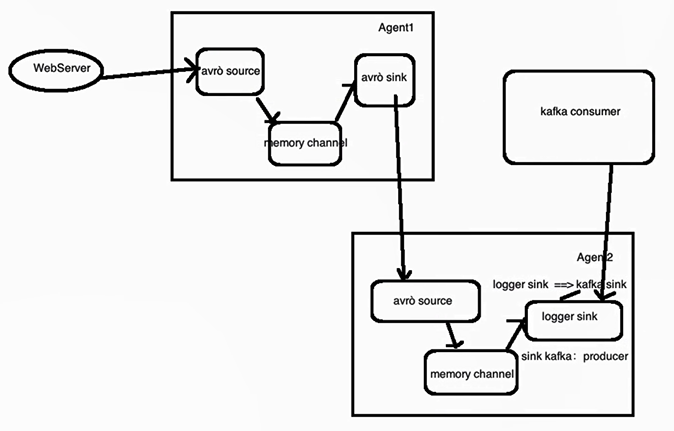 Agent1
WebServer
avrò source
avrò sink
memory channel
kafka consumer
Agent2
logger sink ==> kafka sink
avrò source
logger sink
sink kafka：producer
memory channel